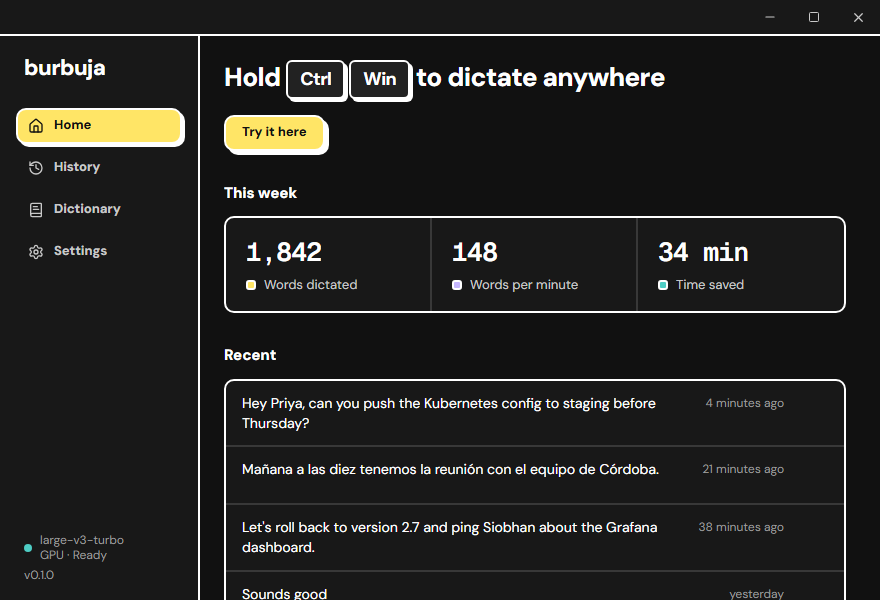 burbuja
Home
History
Dictionary
Settings
large-v3-turbo
GPU · Ready
v0.1.0
Hold Ctrl Win to dictate anywhere
Try it here
This week
1,842
Words dictated
148
Words per minute
34 min
Time saved
Recent
Hey Priya, can you push the Kubernetes config to staging before
Thursday?
4 minutes ago
Mañana a las diez tenemos la reunión con el equipo de Córdoba.
21 minutes ago
Let's roll back to version 2.7 and ping Siobhan about the Grafana
dashboard.
38 minutes ago
Sounds good
yesterday